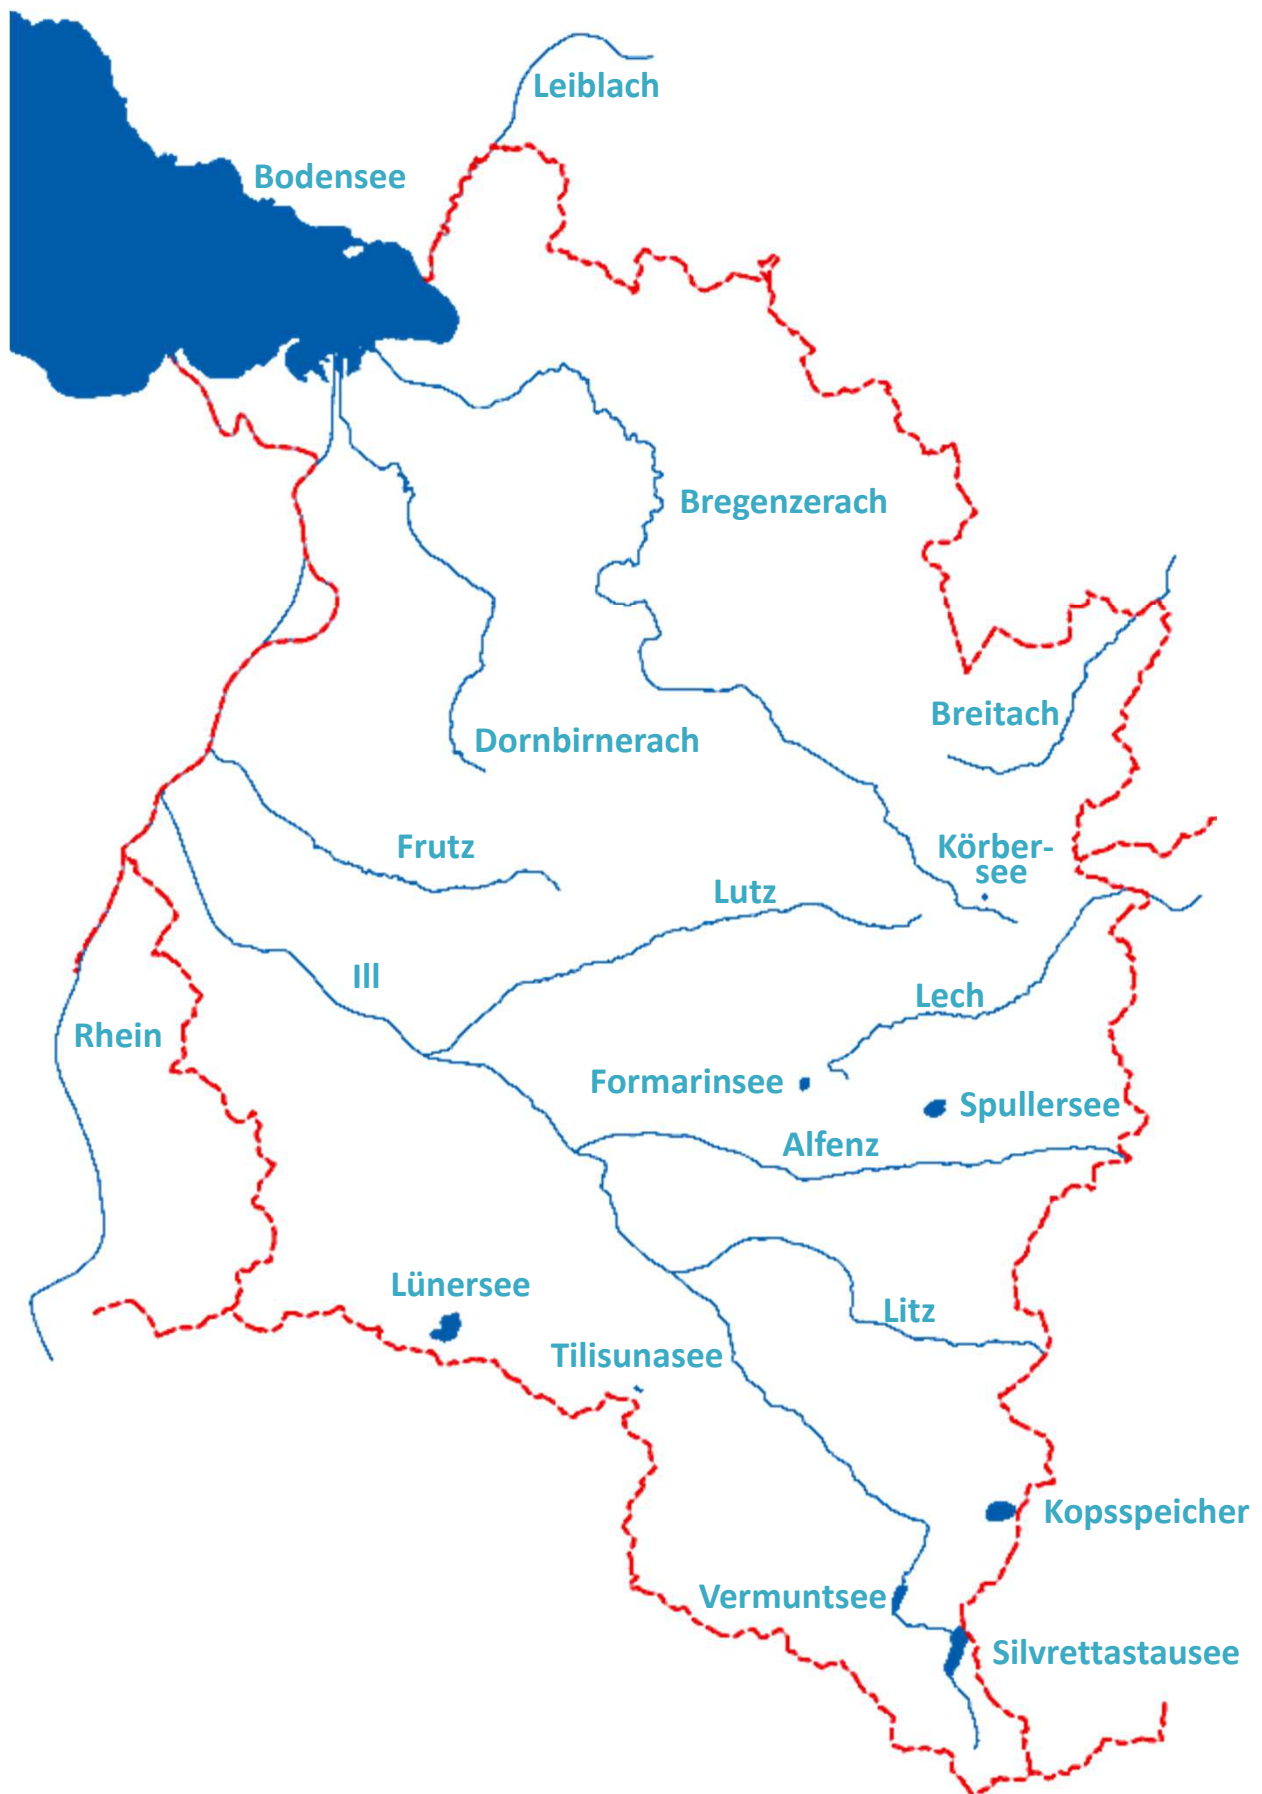 Leiblach
Bodensee
Bregenzerach
Breitach
Dornbirnerach
Frutz
Körber-
see
Lutz
Ill
Lech
Rhein
Formarinsee
Spullersee
Alfenz
Lünersee
Litz
Tilisunasee
Kopsspeicher
Vermuntsee
Silvrettastausee